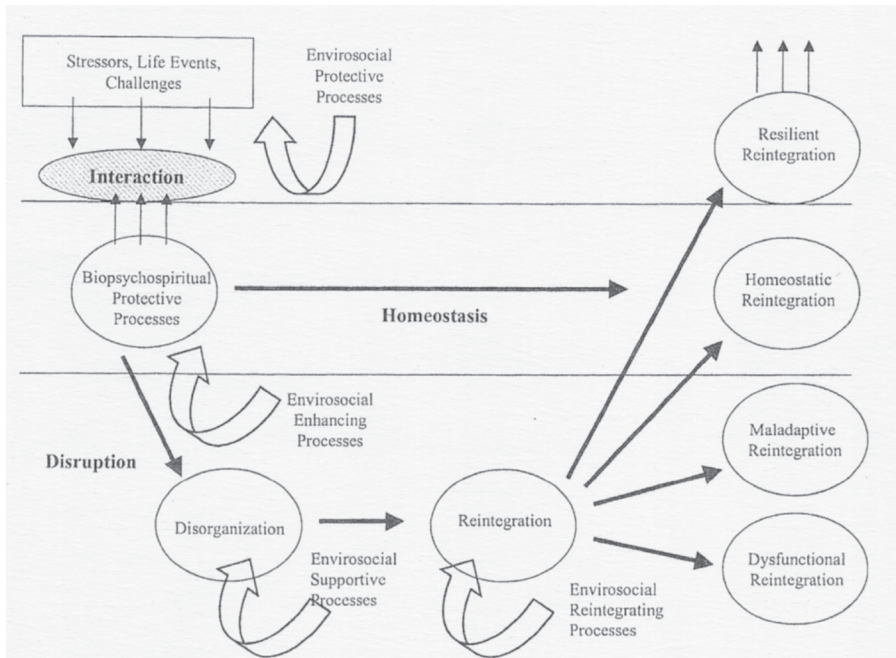 Stressors, Life Events,
Challenges
Envirosocial
Protective
Processes
Resilient
Reintegration
Interaction
Biopsychospiritual
Protective
Processes
Homeostasis
Homeostatic
Reintegration
Envirosocial
Enhancing
Processes
Maladaptive
Reintegration
Disruption
Disorganization
Reintegration
Envirosocial
Supportive
Processes
Envirosocial
Reintegrating
Processes
Dysfunctional
Reintegration